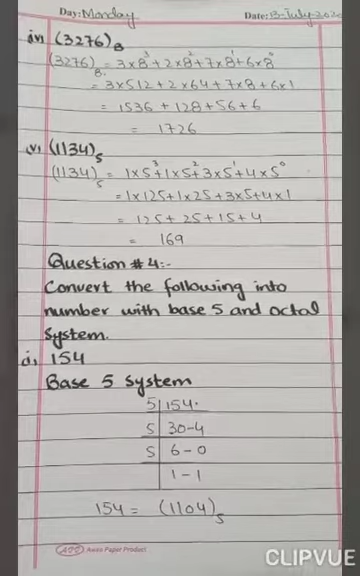 Day: Monday Date: 13-July-202
iv) (3276)₈
(3276)₈ = 3×8³+2×8²+7×8¹+6×8⁰
= 3×512+2×64+7×8+6×1
= 1536+128+56+6
= 1726
v) (1134)₅
(1134)₅ = 1×5³+1×5²+3×5¹+4×5⁰
= 1×125+1×25+3×5+4×1
= 125+25+15+4
= 169
Question # 4:-
Convert the following into
number with base 5 and octal
system.
i, 154
Base 5 system
5|154.
5|30-4
5|6-0
1-1
154 = (1104)₅
Awais Paper Product
CLIPVUE